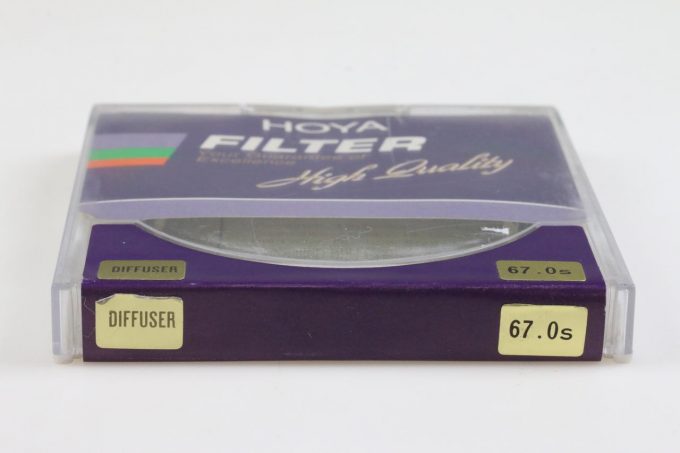 HOYA
FILTER
Your Guarantee of
Excellence
High Quality
DIFFUSER 67.0s
DIFFUSER 67.0s